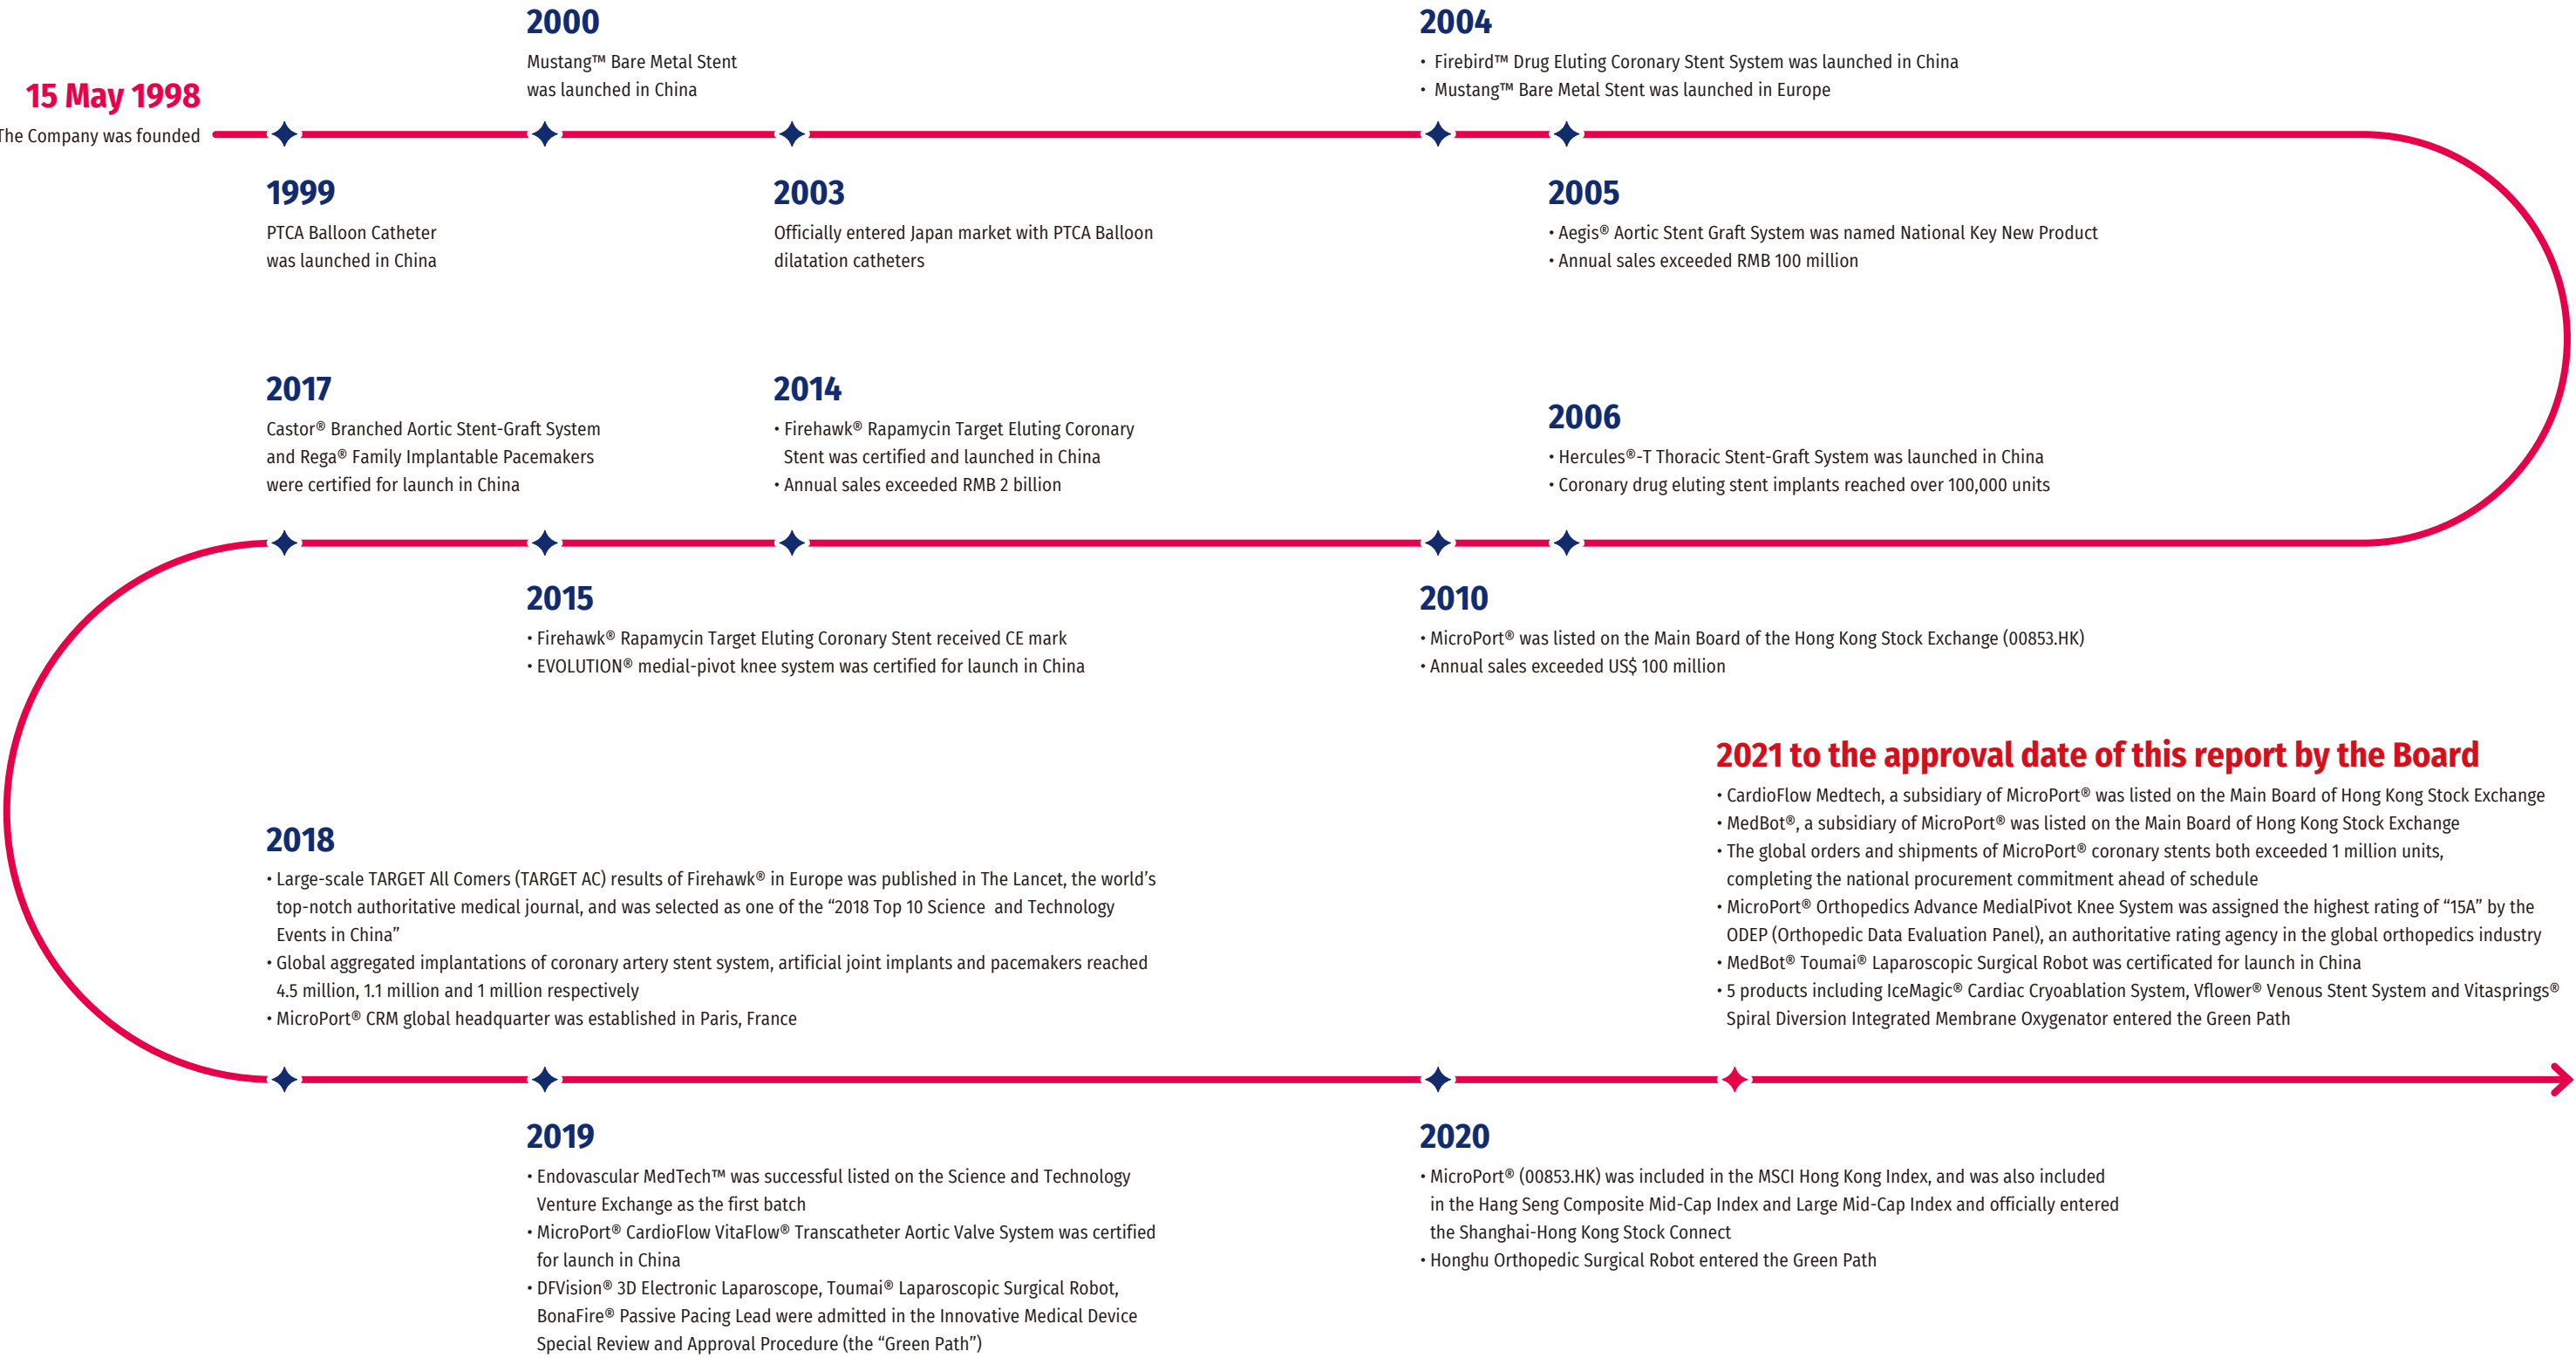 15 May 1998
The Company was founded
1999
PTCA Balloon Catheter
was launched in China
2000
Mustang™ Bare Metal Stent
was launched in China
2003
Officially entered Japan market with PTCA Balloon
dilatation catheters
2004
• Firebird™ Drug Eluting Coronary Stent System was launched in China
• Mustang™ Bare Metal Stent was launched in Europe
2005
• Aegis® Aortic Stent Graft System was named National Key New Product
• Annual sales exceeded RMB 100 million
2006
• Hercules®-T Thoracic Stent-Graft System was launched in China
• Coronary drug eluting stent implants reached over 100,000 units
2010
• MicroPort® was listed on the Main Board of the Hong Kong Stock Exchange (00853.HK)
• Annual sales exceeded US$ 100 million
2014
• Firehawk® Rapamycin Target Eluting Coronary
Stent was certified and launched in China
• Annual sales exceeded RMB 2 billion
2015
• Firehawk® Rapamycin Target Eluting Coronary Stent received CE mark
• EVOLUTION® medial-pivot knee system was certified for launch in China
2017
Castor® Branched Aortic Stent-Graft System
and Rega® Family Implantable Pacemakers
were certified for launch in China
2018
• Large-scale TARGET All Comers (TARGET AC) results of Firehawk® in Europe was published in The Lancet, the world's
top-notch authoritative medical journal, and was selected as one of the “2018 Top 10 Science and Technology
Events in China”
• Global aggregated implantations of coronary artery stent system, artificial joint implants and pacemakers reached
4.5 million, 1.1 million and 1 million respectively
• MicroPort® CRM global headquarter was established in Paris, France
2019
• Endovascular MedTech™ was successful listed on the Science and Technology
Venture Exchange as the first batch
• MicroPort® CardioFlow VitaFlow® Transcatheter Aortic Valve System was certified
for launch in China
• DFVision® 3D Electronic Laparoscope, Toumai® Laparoscopic Surgical Robot,
BonaFire® Passive Pacing Lead were admitted in the Innovative Medical Device
Special Review and Approval Procedure (the “Green Path”)
2020
• MicroPort® (00853.HK) was included in the MSCI Hong Kong Index, and was also included
in the Hang Seng Composite Mid-Cap Index and Large Mid-Cap Index and officially entered
the Shanghai-Hong Kong Stock Connect
• Honghu Orthopedic Surgical Robot entered the Green Path
2021 to the approval date of this report by the Board
• CardioFlow Medtech, a subsidiary of MicroPort® was listed on the Main Board of Hong Kong Stock Exchange
• MedBot®, a subsidiary of MicroPort® was listed on the Main Board of Hong Kong Stock Exchange
• The global orders and shipments of MicroPort® coronary stents both exceeded 1 million units,
completing the national procurement commitment ahead of schedule
• MicroPort® Orthopedics Advance MedialPivot Knee System was assigned the highest rating of “15A” by the
ODEP (Orthopedic Data Evaluation Panel), an authoritative rating agency in the global orthopedics industry
• MedBot® Toumai® Laparoscopic Surgical Robot was certificated for launch in China
• 5 products including IceMagic® Cardiac Cryoablation System, Vflower® Venous Stent System and Vitasprings®
Spiral Diversion Integrated Membrane Oxygenator entered the Green Path